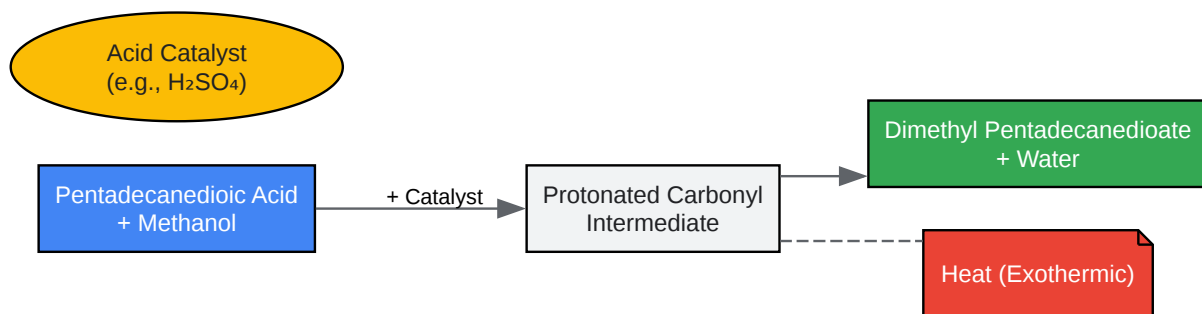 Acid Catalyst
(e.g., H₂SO₄)
Pentadecanedioic Acid
+ Methanol
+ Catalyst
Protonated Carbonyl
Intermediate
Dimethyl Pentadecanedioate
+ Water
Heat (Exothermic)